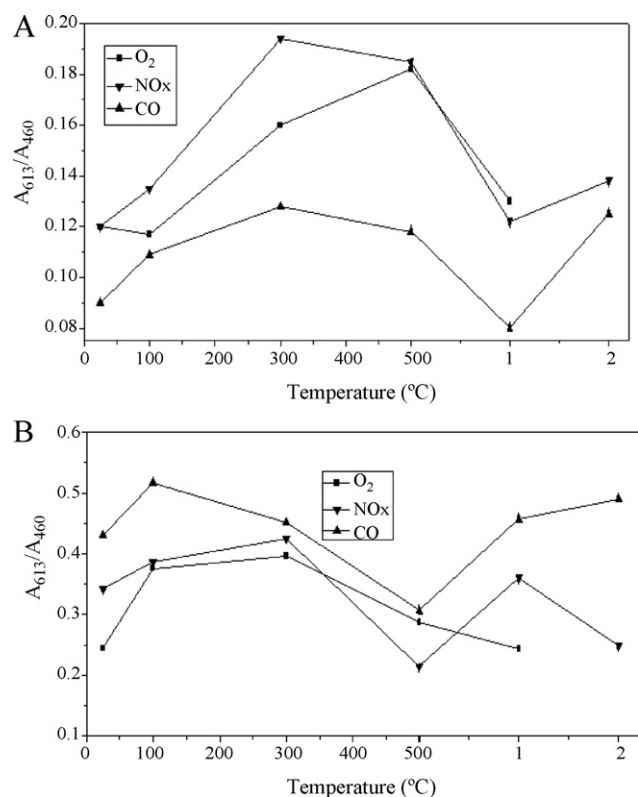 A
0.20
0.18
0.16
0.14
0.12
0.10
0.08
A613/A460
O2
NOx
CO
0 100 200 300 400 500 1 2
Temperature (ºC)
B
0.6
0.5
0.4
0.3
0.2
0.1
A613/A460
O2
NOx
CO
0 100 200 300 400 500 1 2
Temperature (ºC)